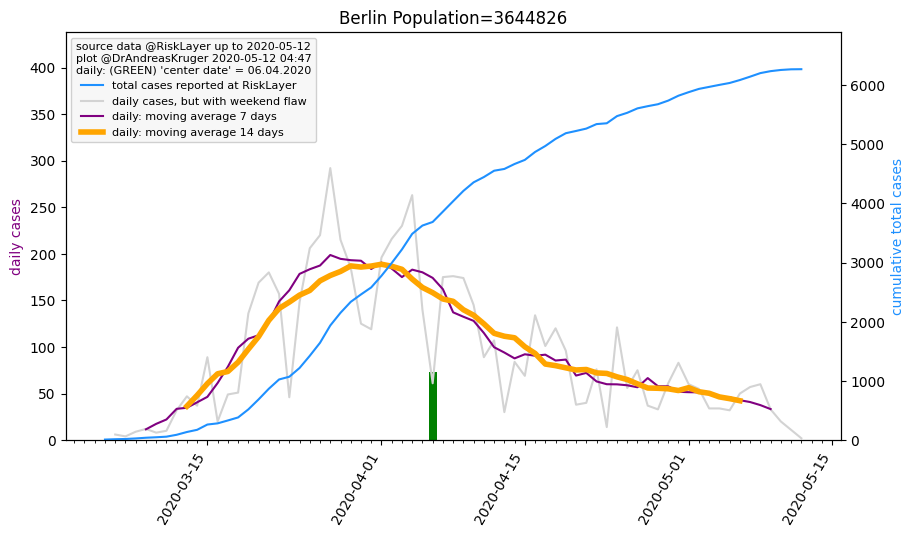 Berlin Population=3644826
source data @RiskLayer up to 2020-05-12
plot @DrAndreasKruger 2020-05-12 04:47
daily: (GREEN) 'center date' = 06.04.2020
total cases reported at RiskLayer
daily cases, but with weekend flaw
daily: moving average 7 days
daily: moving average 14 days
daily cases
400
350
300
250
200
150
100
50
0
6000
5000
4000
3000
2000
1000
0
cumulative total cases
2020-03-15
2020-04-01
2020-04-15
2020-05-01
2020-05-15